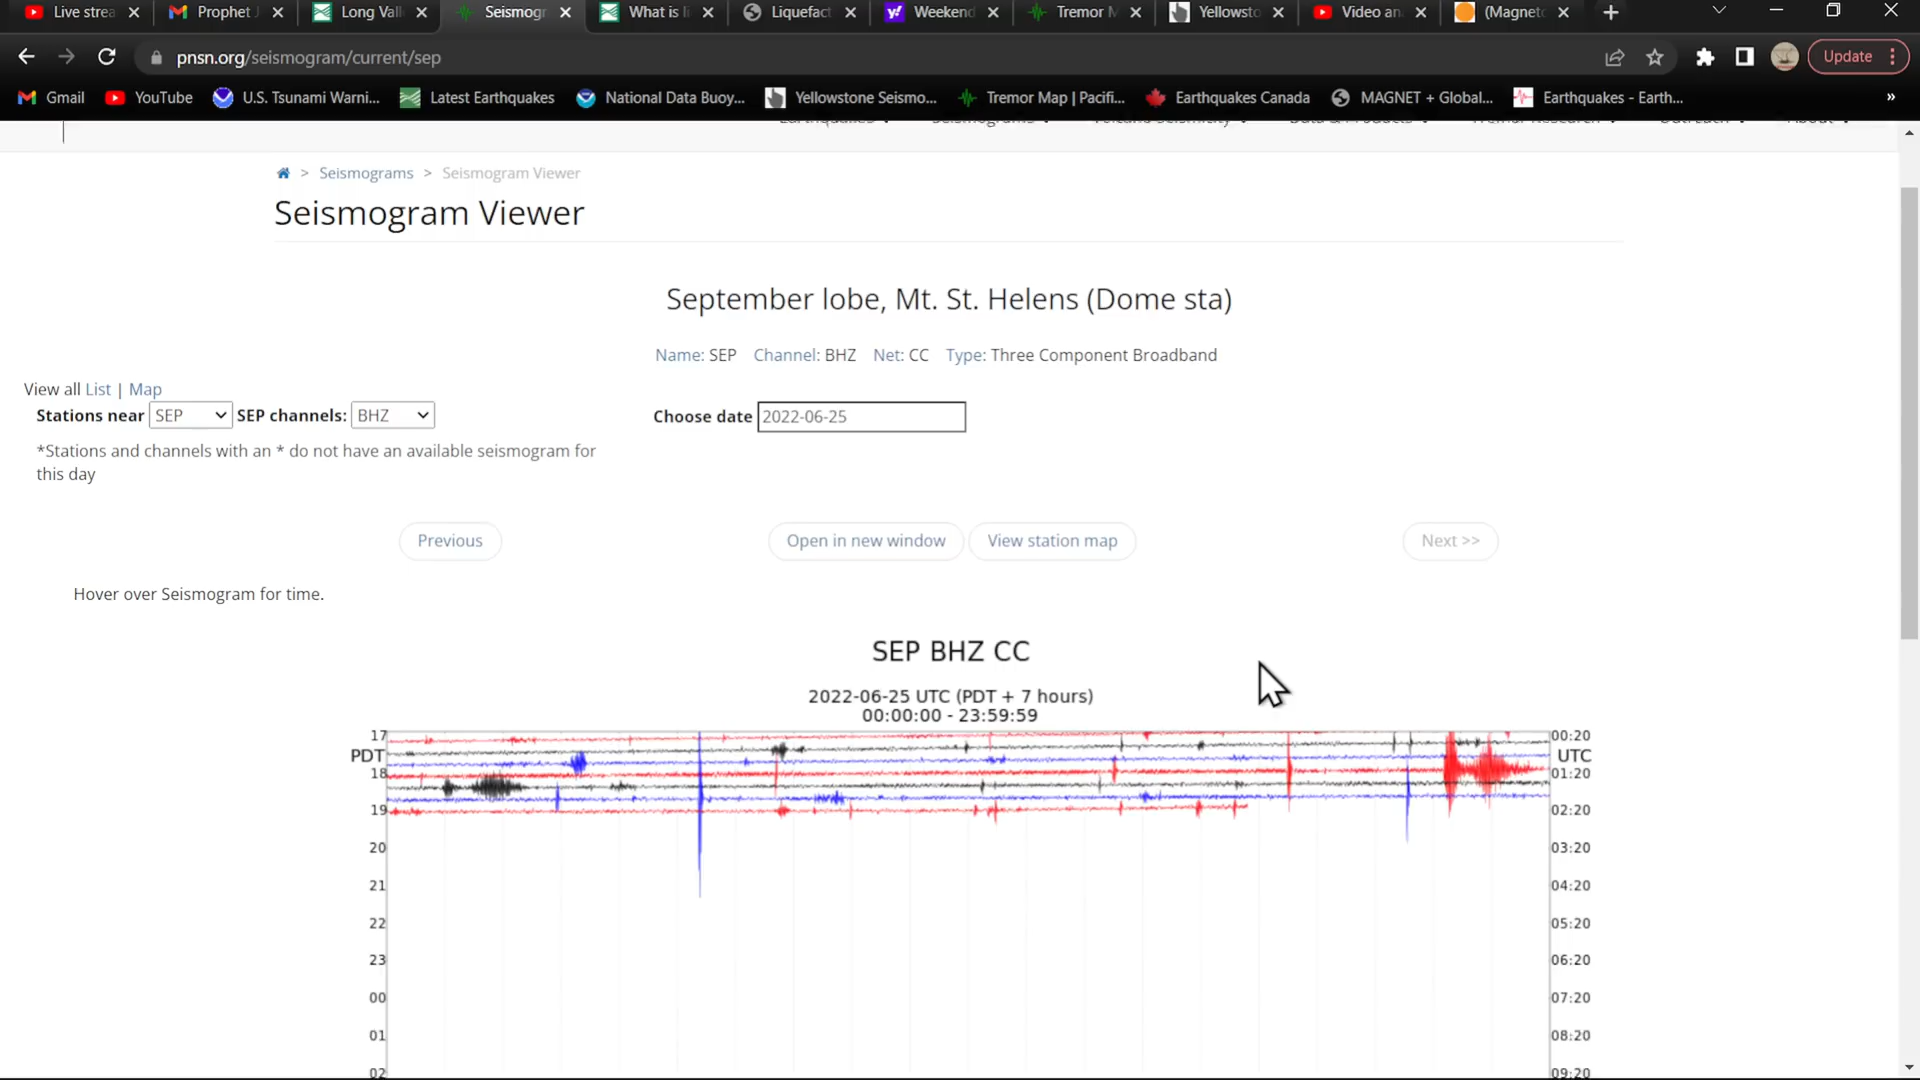 Live strea
Prophet J
Long Vall
Seismogr
What is li
Liquefact
Weekend
Tremor M
Yellowsto
Video an
(Magneto
pnsn.org/seismogram/current/sep
Update
Gmail
YouTube
U.S. Tsunami Warni...
Latest Earthquakes
National Data Buoy...
Yellowstone Seismo...
Tremor Map | Pacifi...
Earthquakes Canada
MAGNET + Global...
Earthquakes - Earth...
»
> Seismograms > Seismogram Viewer
Seismogram Viewer
September lobe, Mt. St. Helens (Dome sta)
Name: SEP Channel: BHZ Net: CC Type: Three Component Broadband
View all List | Map
Stations near SEP SEP channels: BHZ
Choose date 2022-06-25
*Stations and channels with an * do not have an available seismogram for
this day
Previous
Open in new window
View station map
Next >>
Hover over Seismogram for time.
SEP BHZ CC
2022-06-25 UTC (PDT + 7 hours)
00:00:00 - 23:59:59
17 00:20
PDT UTC
18 01:20
19 02:20
20 03:20
21 04:20
22 05:20
23 06:20
00 07:20
01 08:20
02 09:20